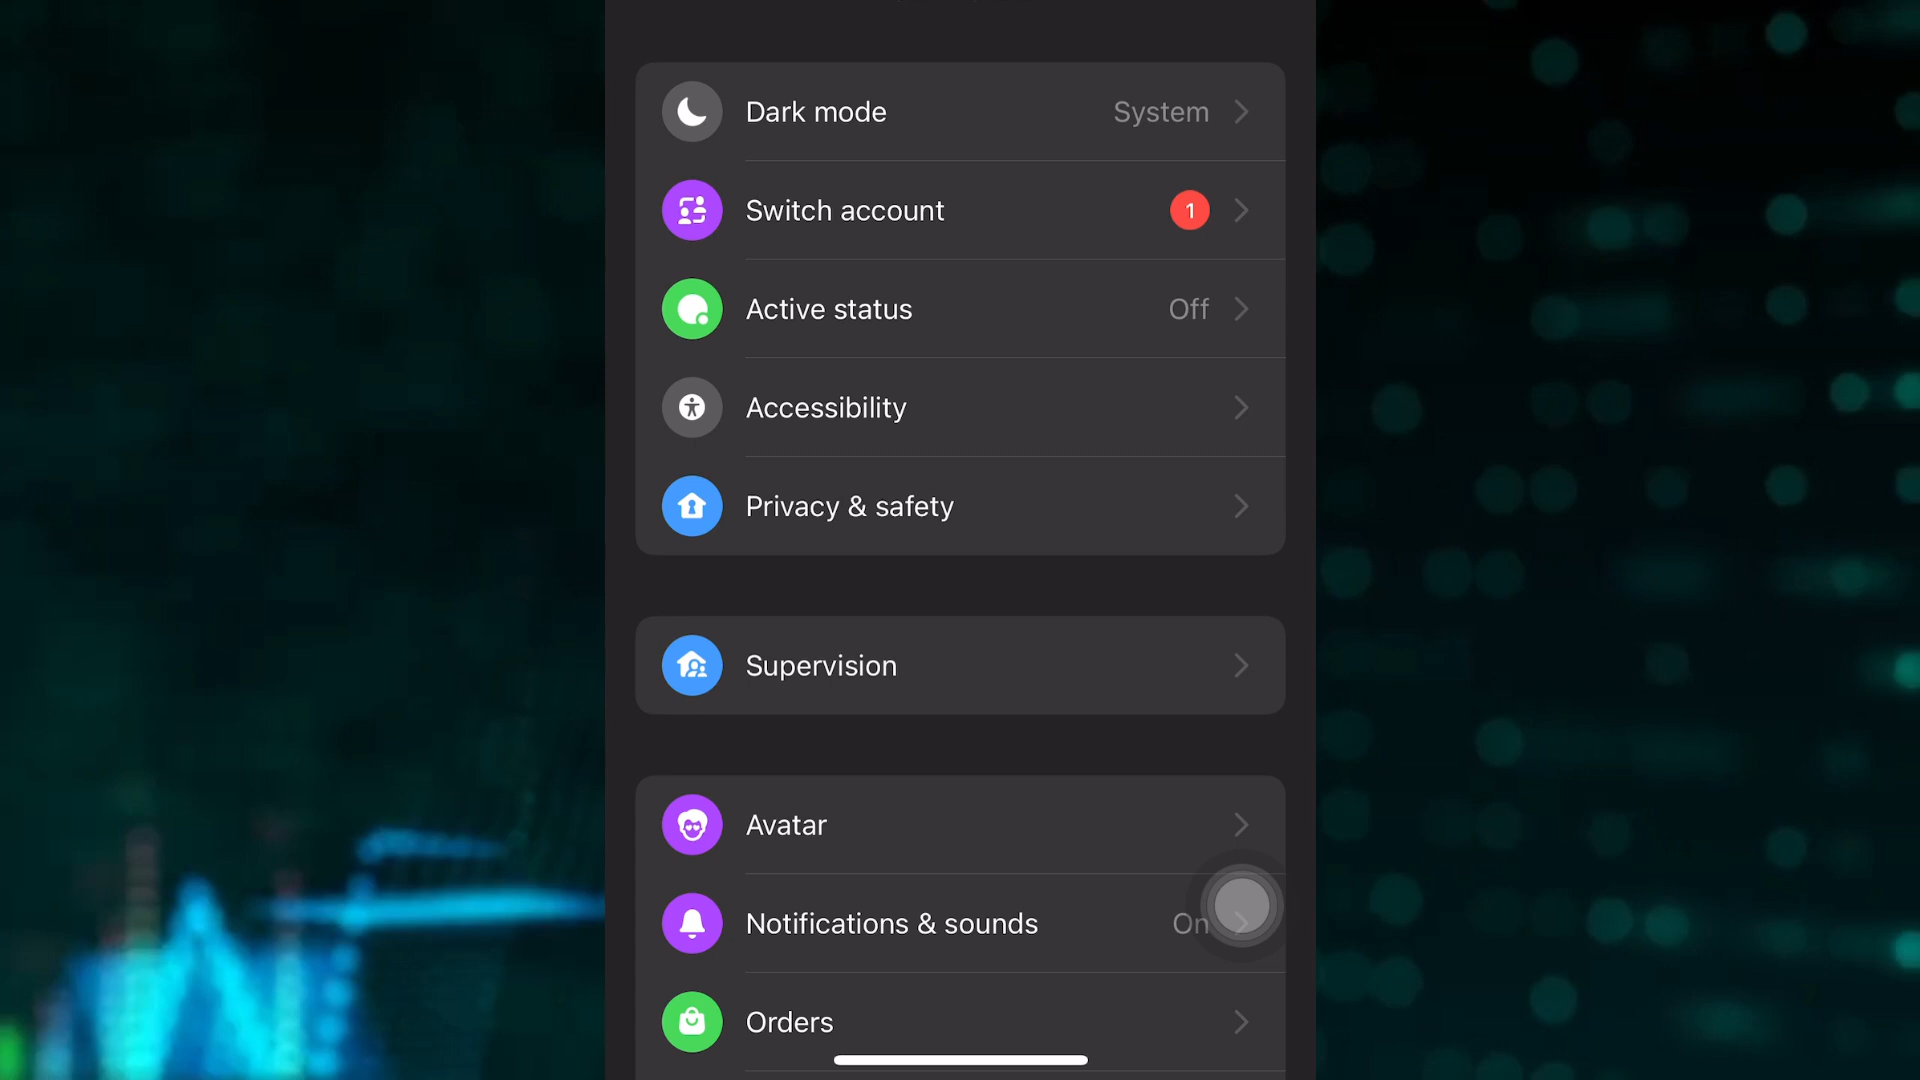 Dark mode System
Switch account 1
Active status Off
Accessibility
Privacy & safety
Supervision
Avatar
Notifications & sounds On
Orders